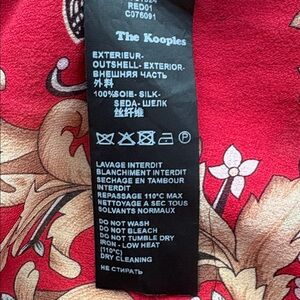 RED01
C076091
The Kooples
EXTERIEUR-
OUTSHELL- EXTERIOR-
ВНЕШНЯЯ ЧАСТЬ
外料
100%SOIE- SILK-
SEDA- ШЕЛК
丝纤维
P
LAVAGE INTERDIT
BLANCHIMENT INTERDIT
SECHAGE EN TAMBOUR
INTERDIT
REPASSAGE 110°C MAX
NETTOYAGE A SEC TOUS
SOLVANTS NORMAUX
DO NOT WASH
DO NOT BLEACH
DO NOT TUMBLE DRY
IRON - LOW HEAT
(110°C)
DRY CLEANING
НЕ СТИРАТЬ